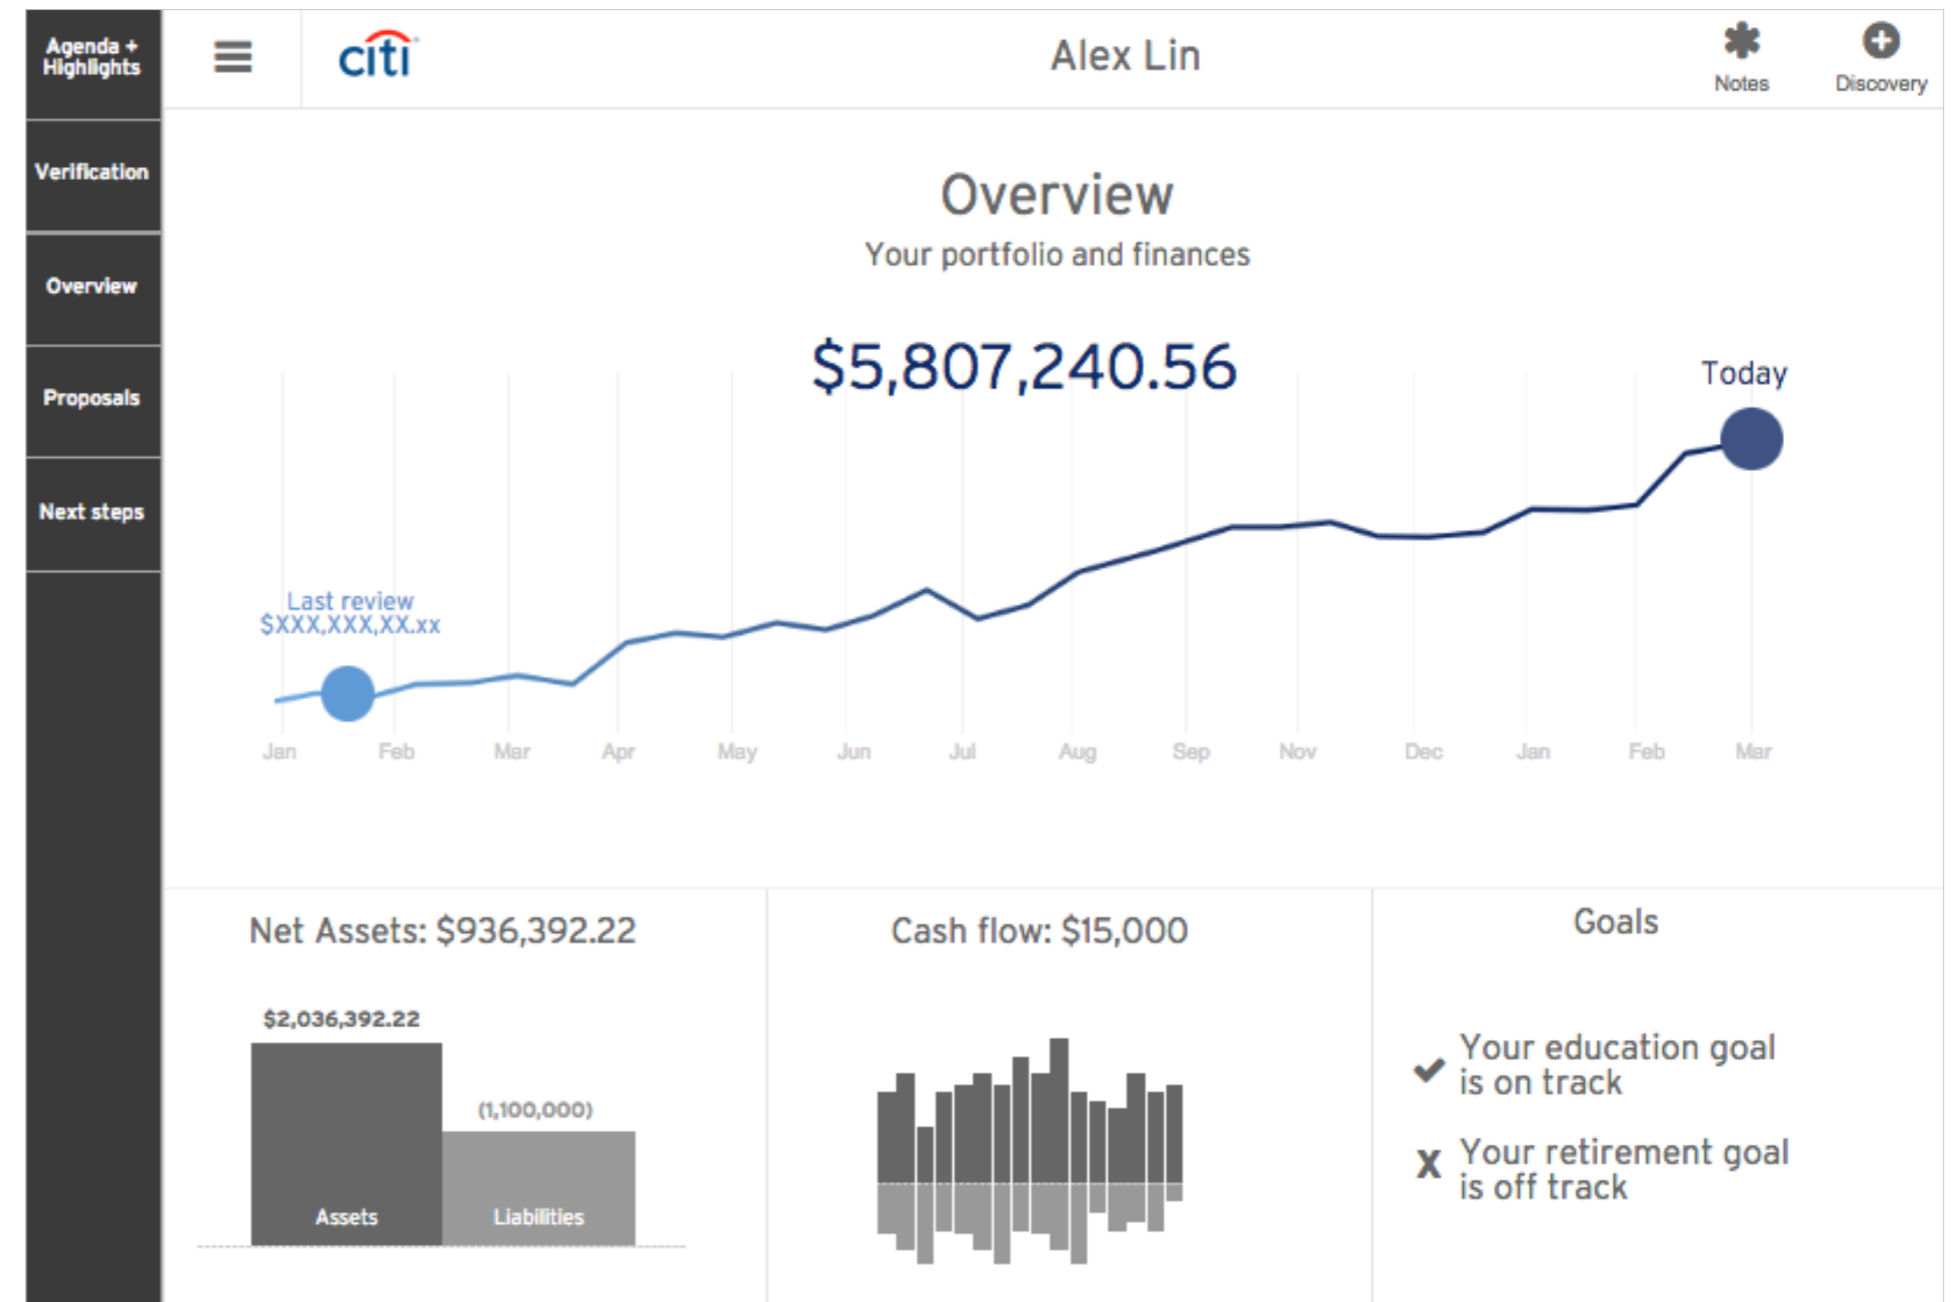 Agenda +
Highlights
Verification
Overview
Proposals
Next steps
citi
Alex Lin
Notes
Discovery
Overview
Your portfolio and finances
$5,807,240.56
Today
Last review
$XXX,XXX,XX.xx
Jan Feb Mar Apr May Jun Jul Aug Sep Nov Dec Jan Feb Mar
Net Assets: $936,392.22
$2,036,392.22
(1,100,000)
Assets
Liabilities
Cash flow: $15,000
Goals
Your education goal
is on track
X Your retirement goal
is off track